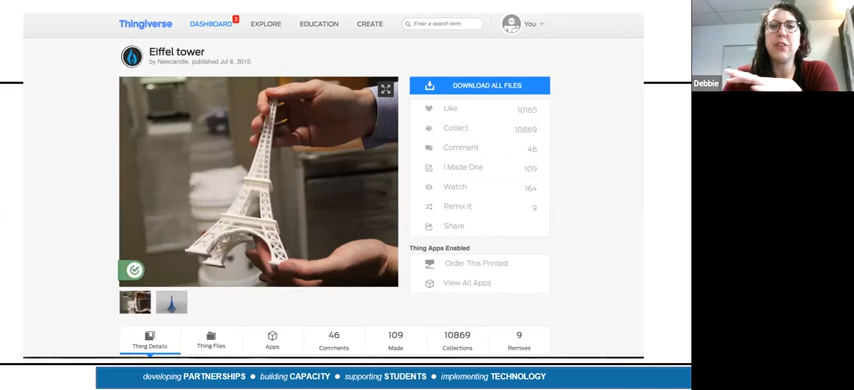 Thingiverse DASHBOARD 3 EXPLORE EDUCATION CREATE Enter a search term You
Eiffel tower
by Newcandle, published Jul 6, 2015
DOWNLOAD ALL FILES
Like 10165
Collect 10869
Comment 46
I Made One 109
Watch 164
Remix It 9
Share
Thing Apps Enabled
Order This Printed
View All Apps
Thing Details
Thing Files
Apps
46
Comments
109
Made
10869
Collections
9
Remixes
developing PARTNERSHIPS ● building CAPACITY ● supporting STUDENTS ● implementing TECHNOLOGY
Debbie